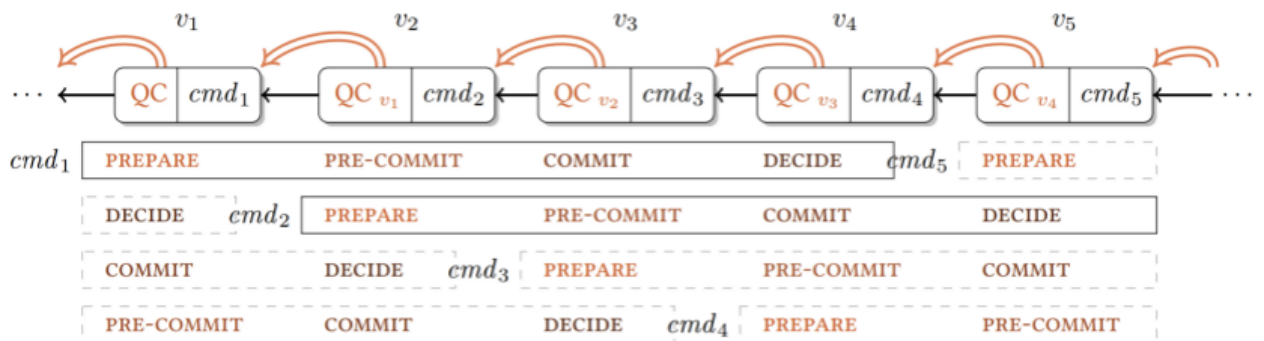 v₁ v₂ v₃ v₄ v₅
··· QC cmd₁ QC v₁ cmd₂ QC v₂ cmd₃ QC v₃ cmd₄ QC v₄ cmd₅ ···
cmd₁ PREPARE PRE-COMMIT COMMIT DECIDE cmd₅ PREPARE
DECIDE cmd₂ PREPARE PRE-COMMIT COMMIT DECIDE
COMMIT DECIDE cmd₃ PREPARE PRE-COMMIT COMMIT
PRE-COMMIT COMMIT DECIDE cmd₄ PREPARE PRE-COMMIT